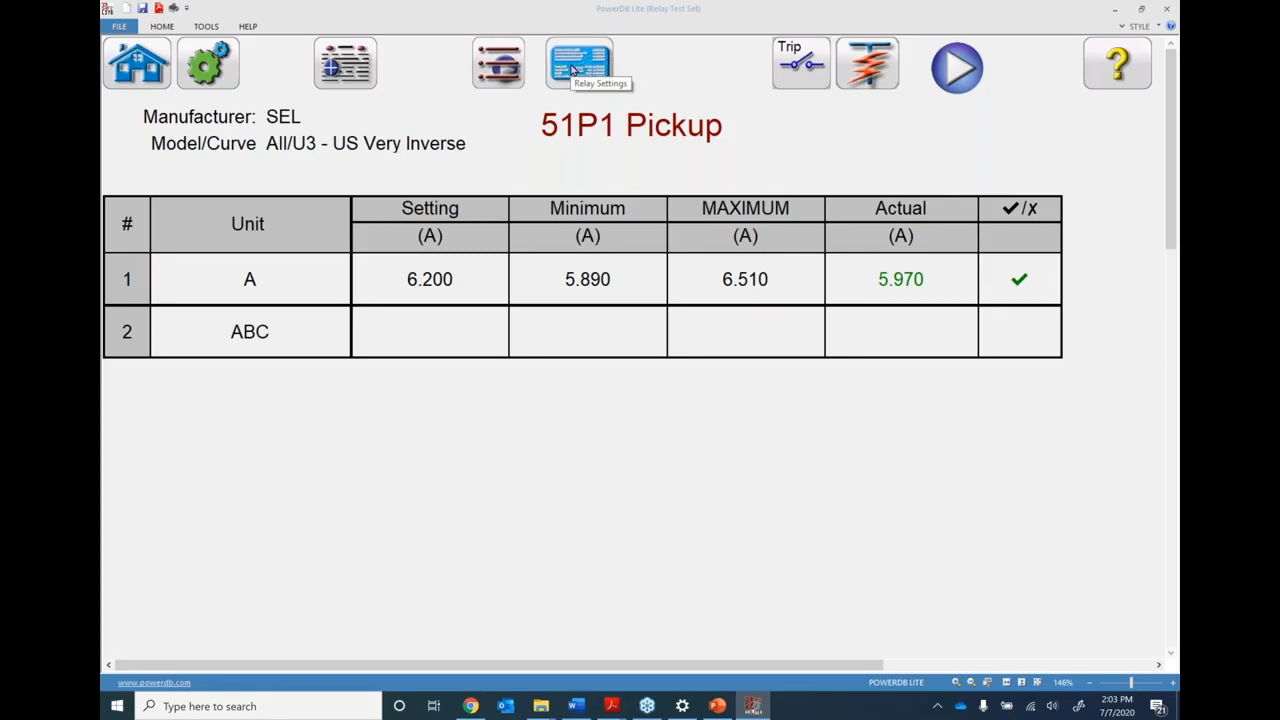 PowerDB Lite (Relay Test Set)
FILE HOME TOOLS HELP STYLE
Trip
Relay Settings
Manufacturer: SEL
Model/Curve All/U3 - US Very Inverse
51P1 Pickup
# Unit Setting Minimum MAXIMUM Actual ✔/X
(A) (A) (A) (A)
1 A 6.200 5.890 6.510 5.970 ✔
2 ABC
www.powerdb.com POWERDB LITE 146%
Type here to search
2:03 PM
7/7/2020
21